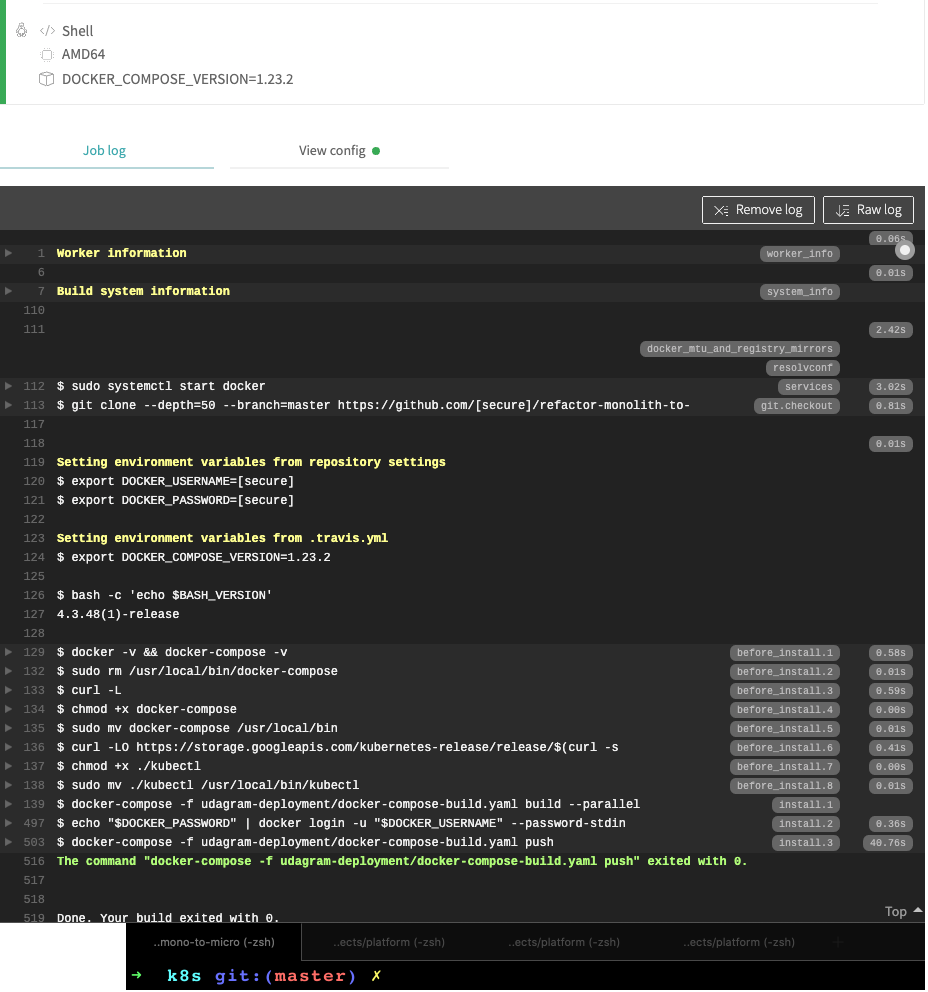 </> Shell
AMD64
DOCKER_COMPOSE_VERSION=1.23.2
Job log View config
Remove log Raw log
0.06s
1 Worker information worker_info
6 0.01s
7 Build system information system_info
110
111 2.42s
docker_mtu_and_registry_mirrors
resolvconf
112 $ sudo systemctl start docker services 3.02s
113 $ git clone --depth=50 --branch=master https://github.com/[secure]/refactor-monolith-to- git.checkout 0.81s
117
118 0.01s
119 Setting environment variables from repository settings
120 $ export DOCKER_USERNAME=[secure]
121 $ export DOCKER_PASSWORD=[secure]
122
123 Setting environment variables from .travis.yml
124 $ export DOCKER_COMPOSE_VERSION=1.23.2
125
126 $ bash -c 'echo $BASH_VERSION'
127 4.3.48(1)-release
128
129 $ docker -v && docker-compose -v before_install.1 0.58s
132 $ sudo rm /usr/local/bin/docker-compose before_install.2 0.01s
133 $ curl -L before_install.3 0.59s
134 $ chmod +x docker-compose before_install.4 0.00s
135 $ sudo mv docker-compose /usr/local/bin before_install.5 0.01s
136 $ curl -LO https://storage.googleapis.com/kubernetes-release/release/$(curl -s before_install.6 0.41s
137 $ chmod +x ./kubectl before_install.7 0.00s
138 $ sudo mv ./kubectl /usr/local/bin/kubectl before_install.8 0.01s
139 $ docker-compose -f udagram-deployment/docker-compose-build.yaml build --parallel install.1
497 $ echo "$DOCKER_PASSWORD" | docker login -u "$DOCKER_USERNAME" --password-stdin install.2 0.36s
503 $ docker-compose -f udagram-deployment/docker-compose-build.yaml push install.3 40.76s
516 The command "docker-compose -f udagram-deployment/docker-compose-build.yaml push" exited with 0.
517
518
519 Done. Your build exited with 0.
Top
..mono-to-micro (-zsh) ..ects/platform (-zsh) ..ects/platform (-zsh) ..ects/platform (-zsh) +
→ k8s git:(master) ✗